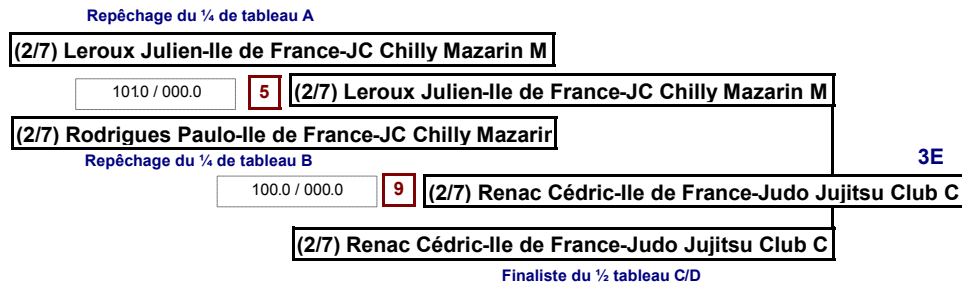 Repêchage du ¼ de tableau A
(2/7) Leroux Julien-Ile de France-JC Chilly Mazarin M
101.0 / 000.0 5 (2/7) Leroux Julien-Ile de France-JC Chilly Mazarin M
(2/7) Rodrigues Paulo-Ile de France-JC Chilly Mazarir
Repêchage du ¼ de tableau B
3E
100.0 / 000.0 9 (2/7) Renac Cédric-Ile de France-Judo Jujitsu Club C
(2/7) Renac Cédric-Ile de France-Judo Jujitsu Club C
Finaliste du ½ tableau C/D